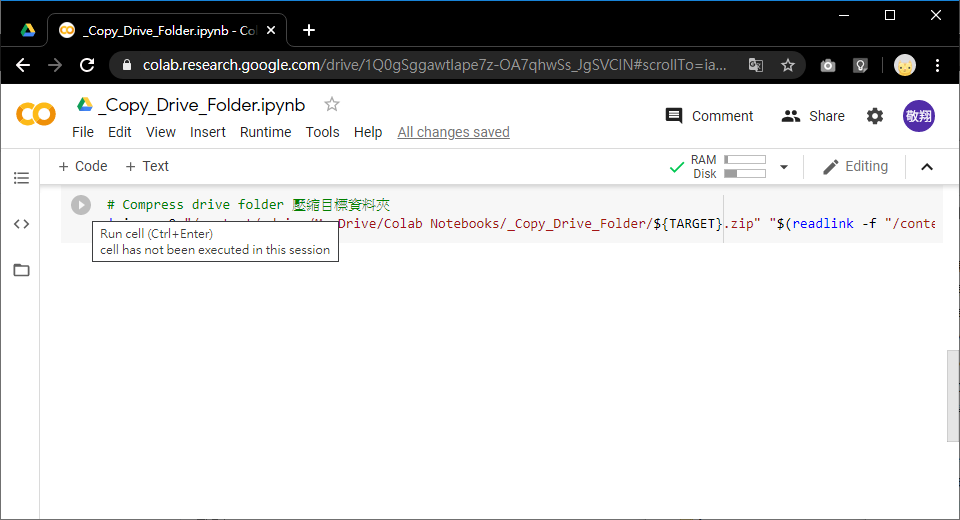 _Copy_Drive_Folder.ipynb - Col
colab.research.google.com/drive/1Q0gSggawtlape7z-OA7qhwSs_JgSVClN#scrollTo=ia...
_Copy_Drive_Folder.ipynb
File Edit View Insert Runtime Tools Help All changes saved
Comment Share 敬翔
+ Code + Text
RAM
Disk
Editing
# Compress drive folder 壓縮目標資料夾
Drive/Colab Notebooks/_Copy_Drive_Folder/${TARGET}.zip" "$(readlink -f "/conte
Run cell (Ctrl+Enter)
cell has not been executed in this session